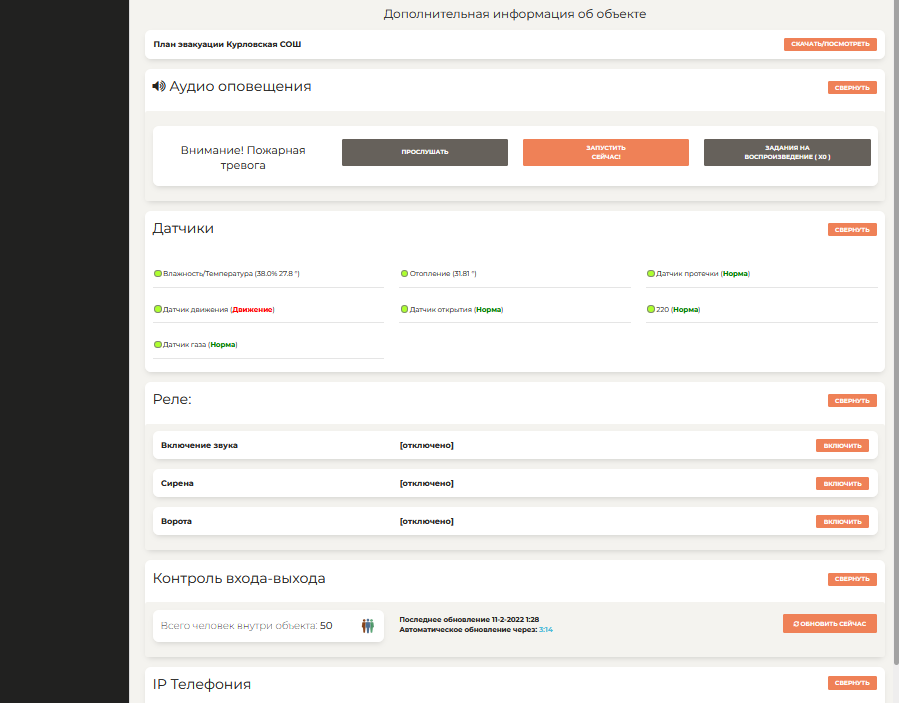 Дополнительная информация об объекте
План эвакуации Курловская СОШ
СКАЧАТЬ/ПОСМОТРЕТЬ
Аудио оповещения
СВЕРНУТЬ
Внимание! Пожарная
тревога
ПРОСЛУШАТЬ
ЗАПУСТИТЬ
СЕЙЧАС!
ЗАДАНИЯ НА
ВОСПРОИЗВЕДЕНИЕ ( X0 )
Датчики
СВЕРНУТЬ
Влажность/Температура (38.0% 27.8 °)
Отопление (31.81 °)
Датчик протечки (Норма)
Датчик движения (Движение)
Датчик открытия (Норма)
220 (Норма)
Датчик газа (Норма)
Реле:
СВЕРНУТЬ
Включение звука
[отключено]
ВКЛЮЧИТЬ
Сирена
[отключено]
ВКЛЮЧИТЬ
Ворота
[отключено]
ВКЛЮЧИТЬ
Контроль входа-выхода
СВЕРНУТЬ
Всего человек внутри объекта: 50
Последнее обновление 11-2-2022 1:28
Автоматическое обновление через: 3:14
ОБНОВИТЬ СЕЙЧАС
IP Телефония
СВЕРНУТЬ